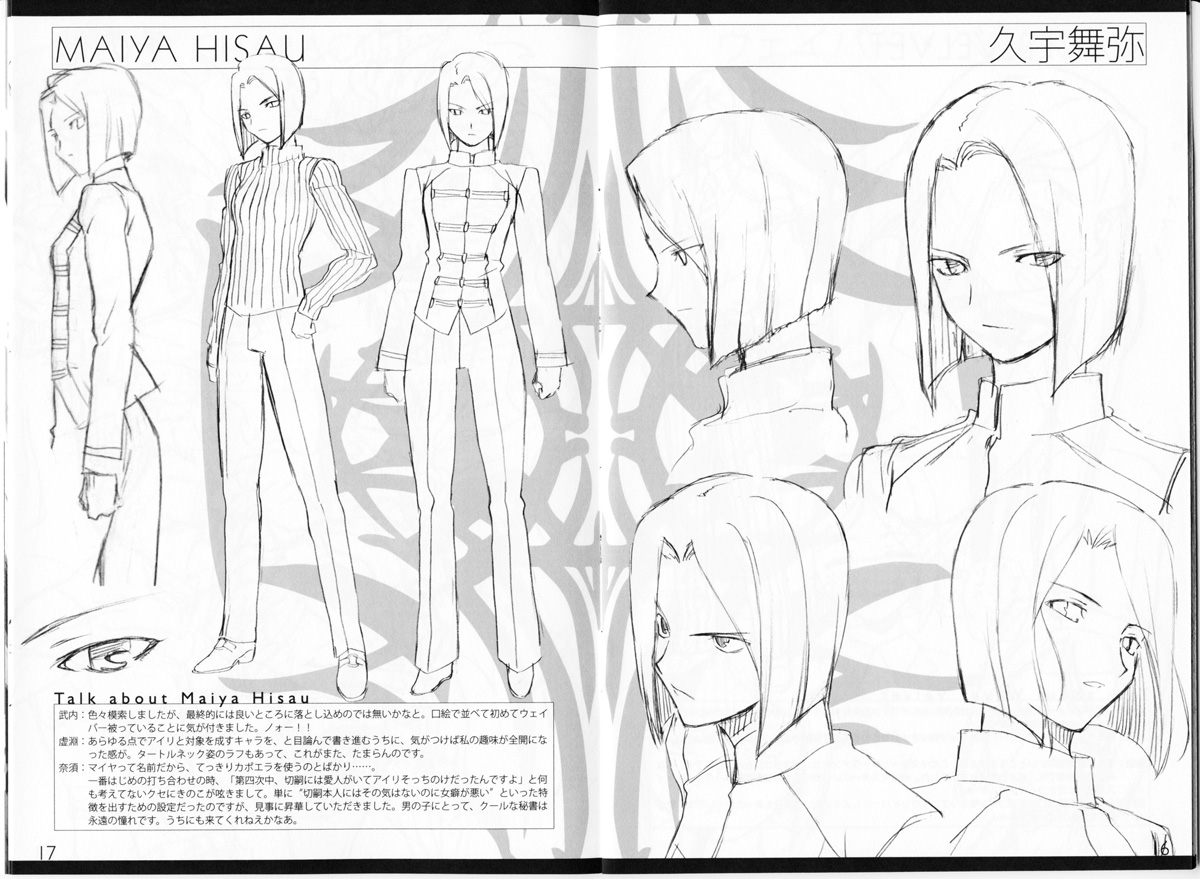 MAIYA HISAU
久宇舞弥
Talk about Maiya Hisau
武内：色々模索しましたが、最終的には良いところに落とし込めのでは無いかなと。口絵で並べて初めてウェイ
バー被っていることに気が付きました。ノォー！！
虚淵：あらゆる点でアイリと対象を成すキャラを、と目論んで書き進むうちに、気がつけば私の趣味が全開にな
った感が。タートルネック姿のラフもあって、これがまた、たまらんのです。
奈須：マイヤって名前だから、てっきりカポエラを使うのとばかり……。
一番はじめの打ち合わせの時、「第四次中、切嗣には愛人がいてアイリそっちのけだったんですよ」と何
も考えてないクセにきのこが呟きまして。単に“切嗣本人にはその気はないのに女癖が悪い”といった特
徴を出すための設定だったのですが、見事に昇華していただきました。男の子にとって、クールな秘書は
永遠の憧れです。うちにも来てくれねえかなあ。
17
16